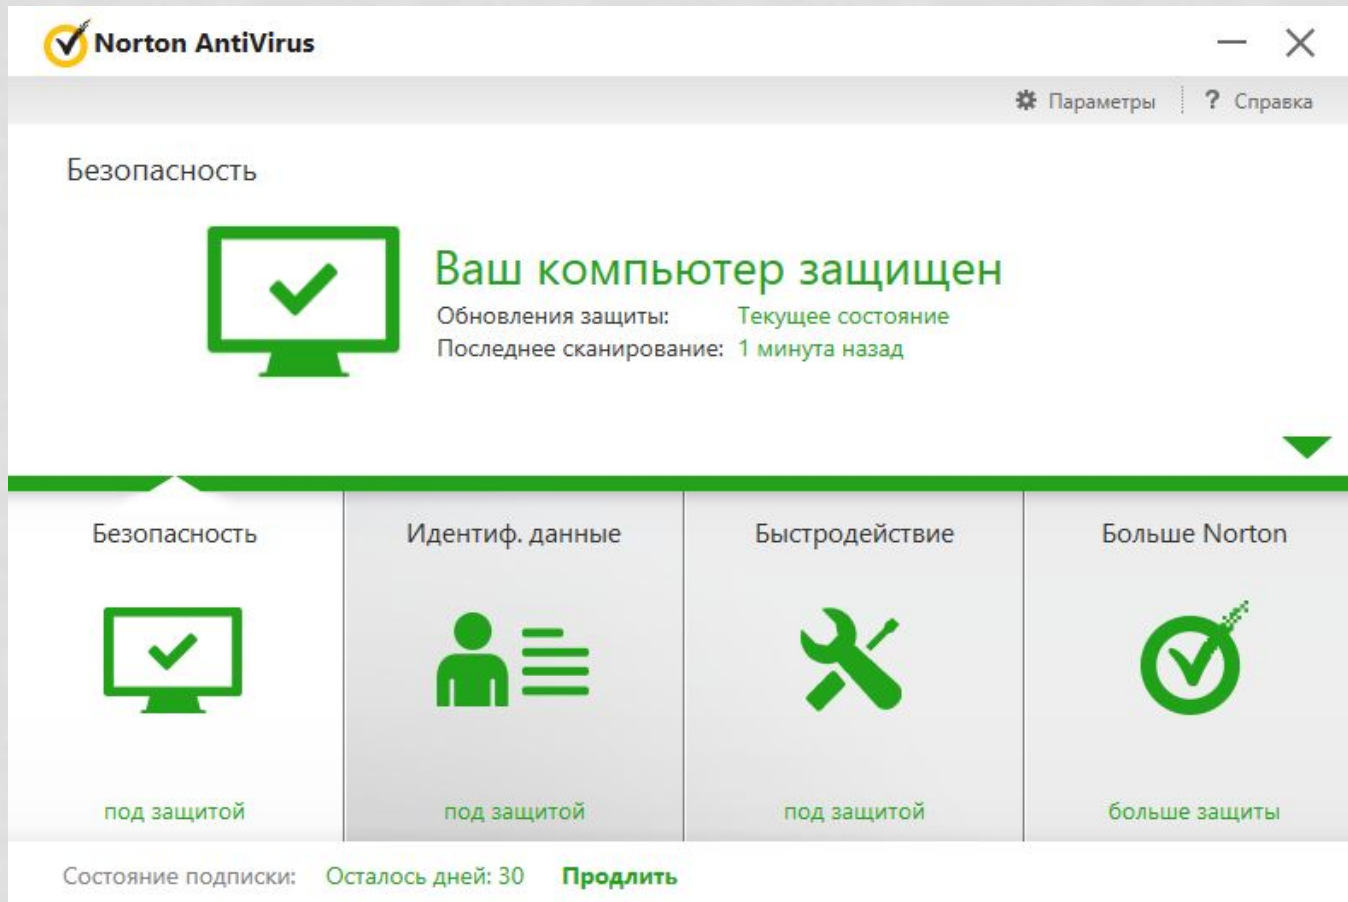 Norton AntiVirus
Параметры ? Справка
Безопасность
Ваш компьютер защищен
Обновления защиты: Текущее состояние
Последнее сканирование: 1 минута назад
Безопасность Идентиф. данные Быстродействие Больше Norton
под защитой под защитой под защитой больше защиты
Состояние подписки: Осталось дней: 30 Продлить